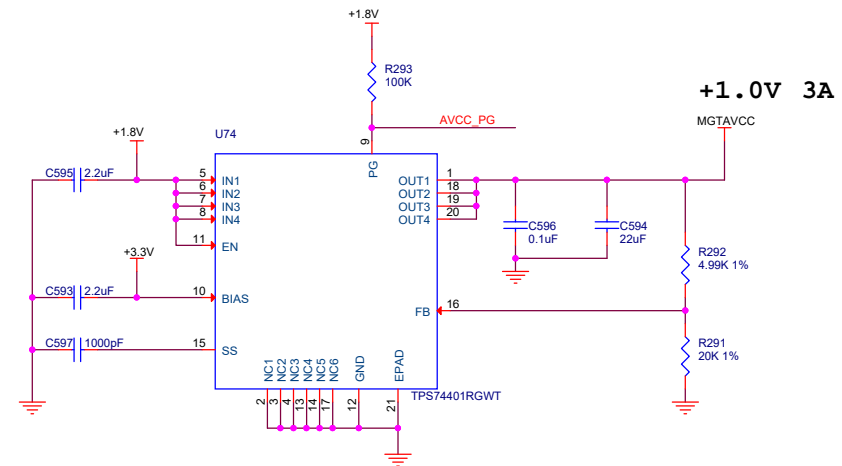 +1.8V
R293
100K
+1.0V 3A
AVCC_PG
MGTAVCC
+1.8V
U74
9
PG
C595 2.2uF
5 IN1
6 IN2
7 IN3
8 IN4
11 EN
OUT1 1
OUT2 18
OUT3 19
OUT4 20
C596
0.1uF
C594
22uF
R292
4.99K 1%
+3.3V
C593 2.2uF
10 BIAS
FB 16
C597 1000pF
15 SS
R291
20K 1%
NC1 NC2 NC3 NC4 NC5 NC6 GND EPAD
TPS74401RGWT
2 3 4 13 14 17 12 21